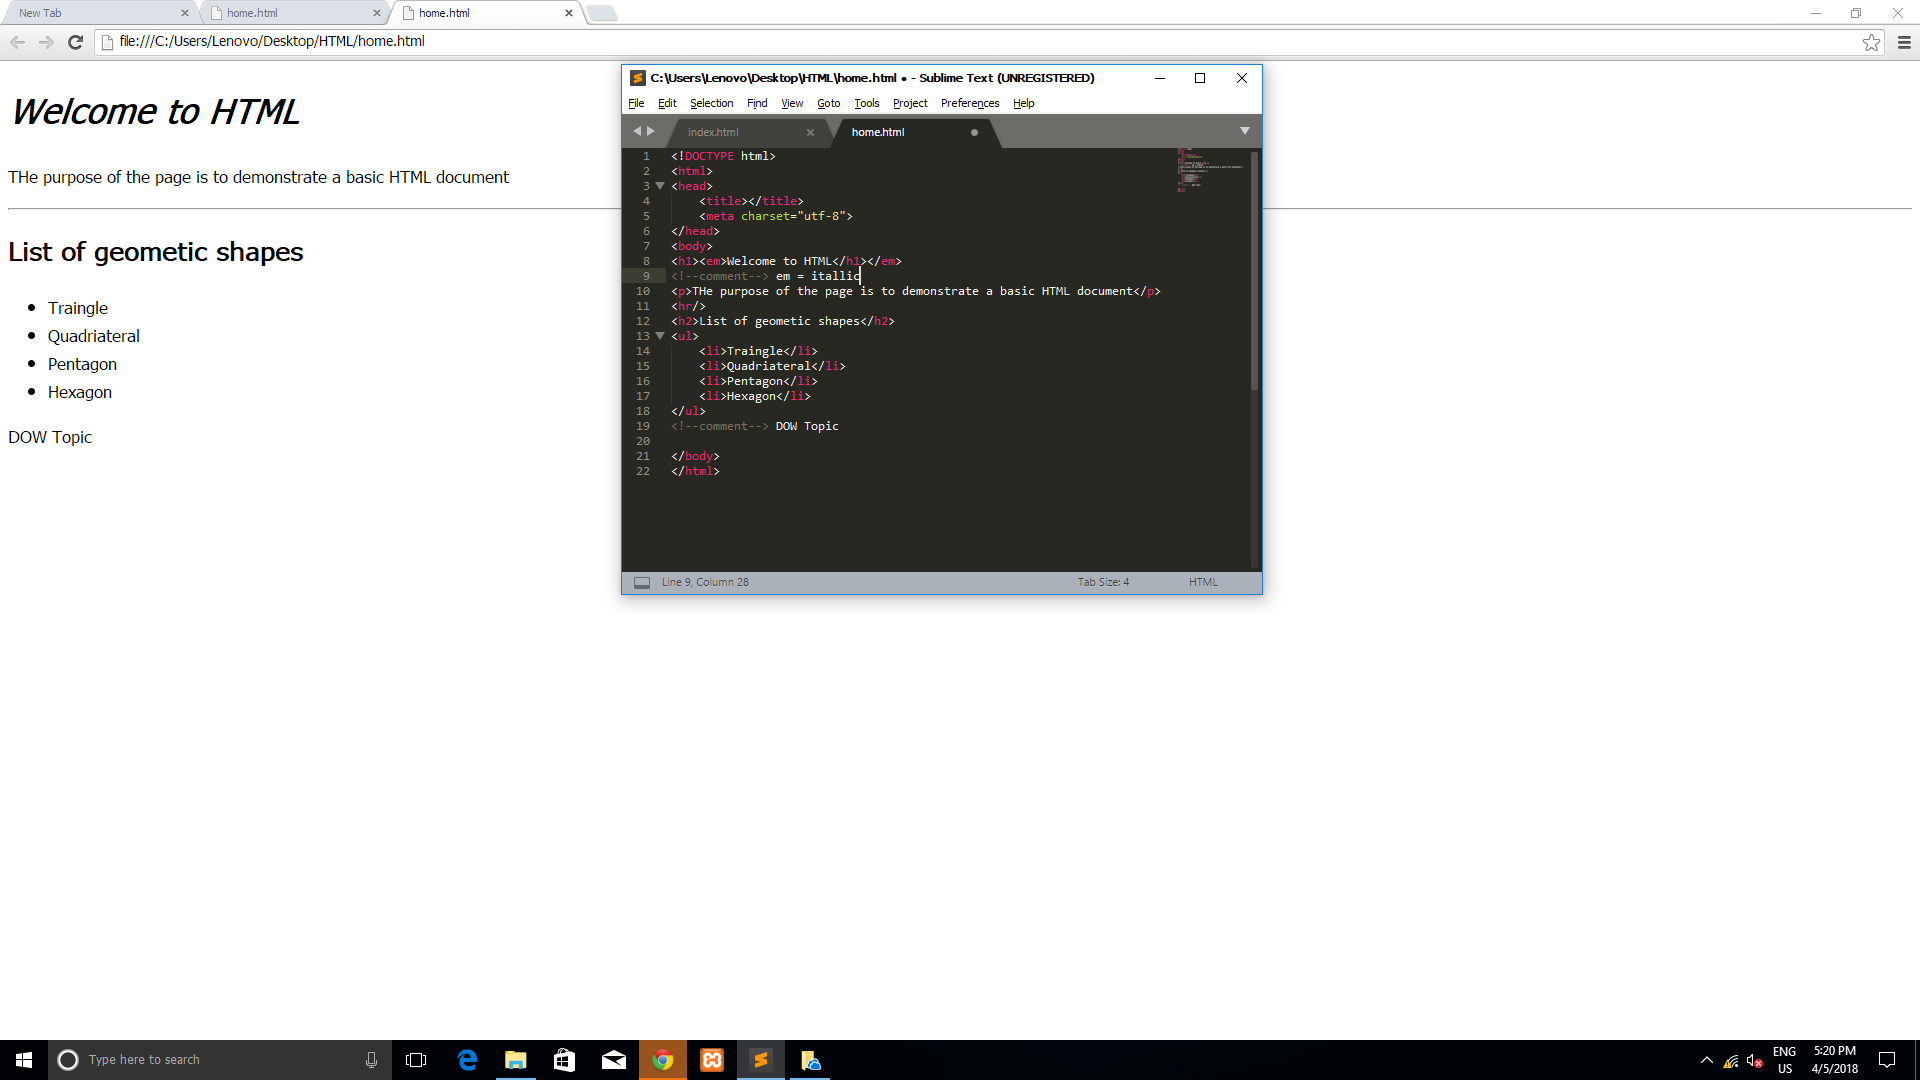 New Tab
home.html
home.html
file:///C:/Users/Lenovo/Desktop/HTML/home.html
Welcome to HTML
THe purpose of the page is to demonstrate a basic HTML document
List of geometic shapes
Traingle
Quadriateral
Pentagon
Hexagon
DOW Topic
C:\Users\Lenovo\Desktop\HTML\home.html • - Sublime Text (UNREGISTERED)
File Edit Selection Find View Goto Tools Project Preferences Help
index.html
home.html
1 <!DOCTYPE html>
2 <html>
3 <head>
4 <title></title>
5 <meta charset="utf-8">
6 </head>
7 <body>
8 <h1><em>Welcome to HTML</h1></em>
9 <!--comment--> em = itallic
10 <p>THe purpose of the page is to demonstrate a basic HTML document</p>
11 <hr/>
12 <h2>List of geometic shapes</h2>
13 <ul>
14 <li>Traingle</li>
15 <li>Quadriateral</li>
16 <li>Pentagon</li>
17 <li>Hexagon</li>
18 </ul>
19 <!--comment--> DOW Topic
20
21 </body>
22 </html>
Line 9, Column 28
Tab Size: 4
HTML
Type here to search
ENG
US
5:20 PM
4/5/2018